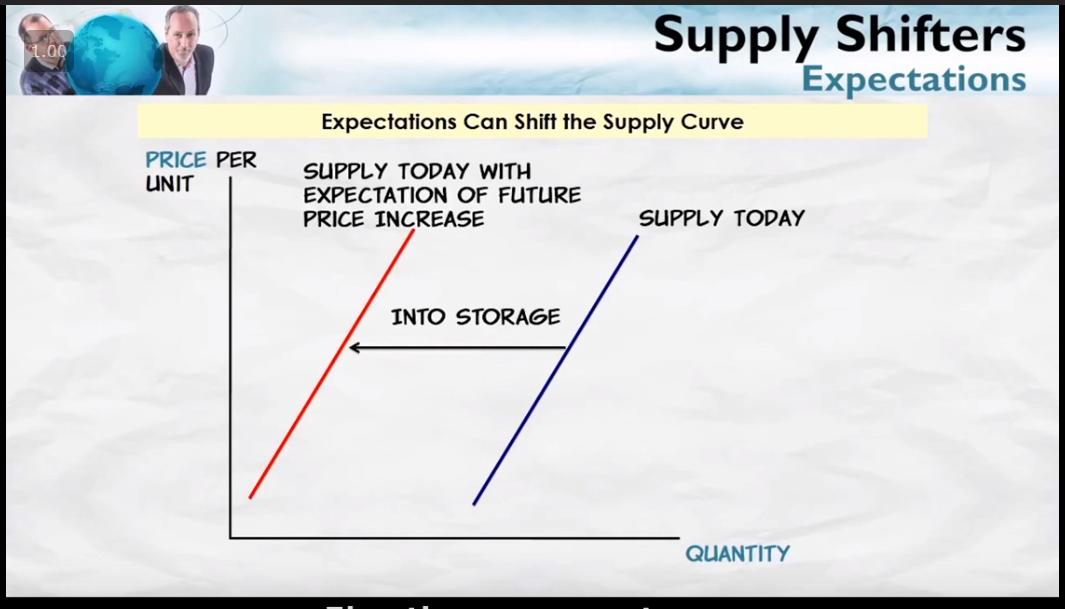 1.00
Supply Shifters
Expectations
Expectations Can Shift the Supply Curve
PRICE PER
UNIT
SUPPLY TODAY WITH
EXPECTATION OF FUTURE
PRICE INCREASE
SUPPLY TODAY
INTO STORAGE
QUANTITY